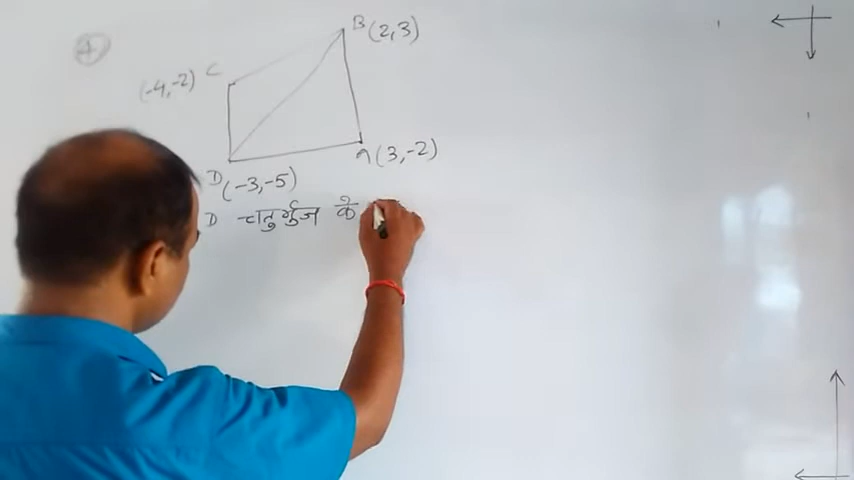 4
B (2,3)
(-4,-2) C
A (3,-2)
D (-3,-5)
D चतुर्भुज के